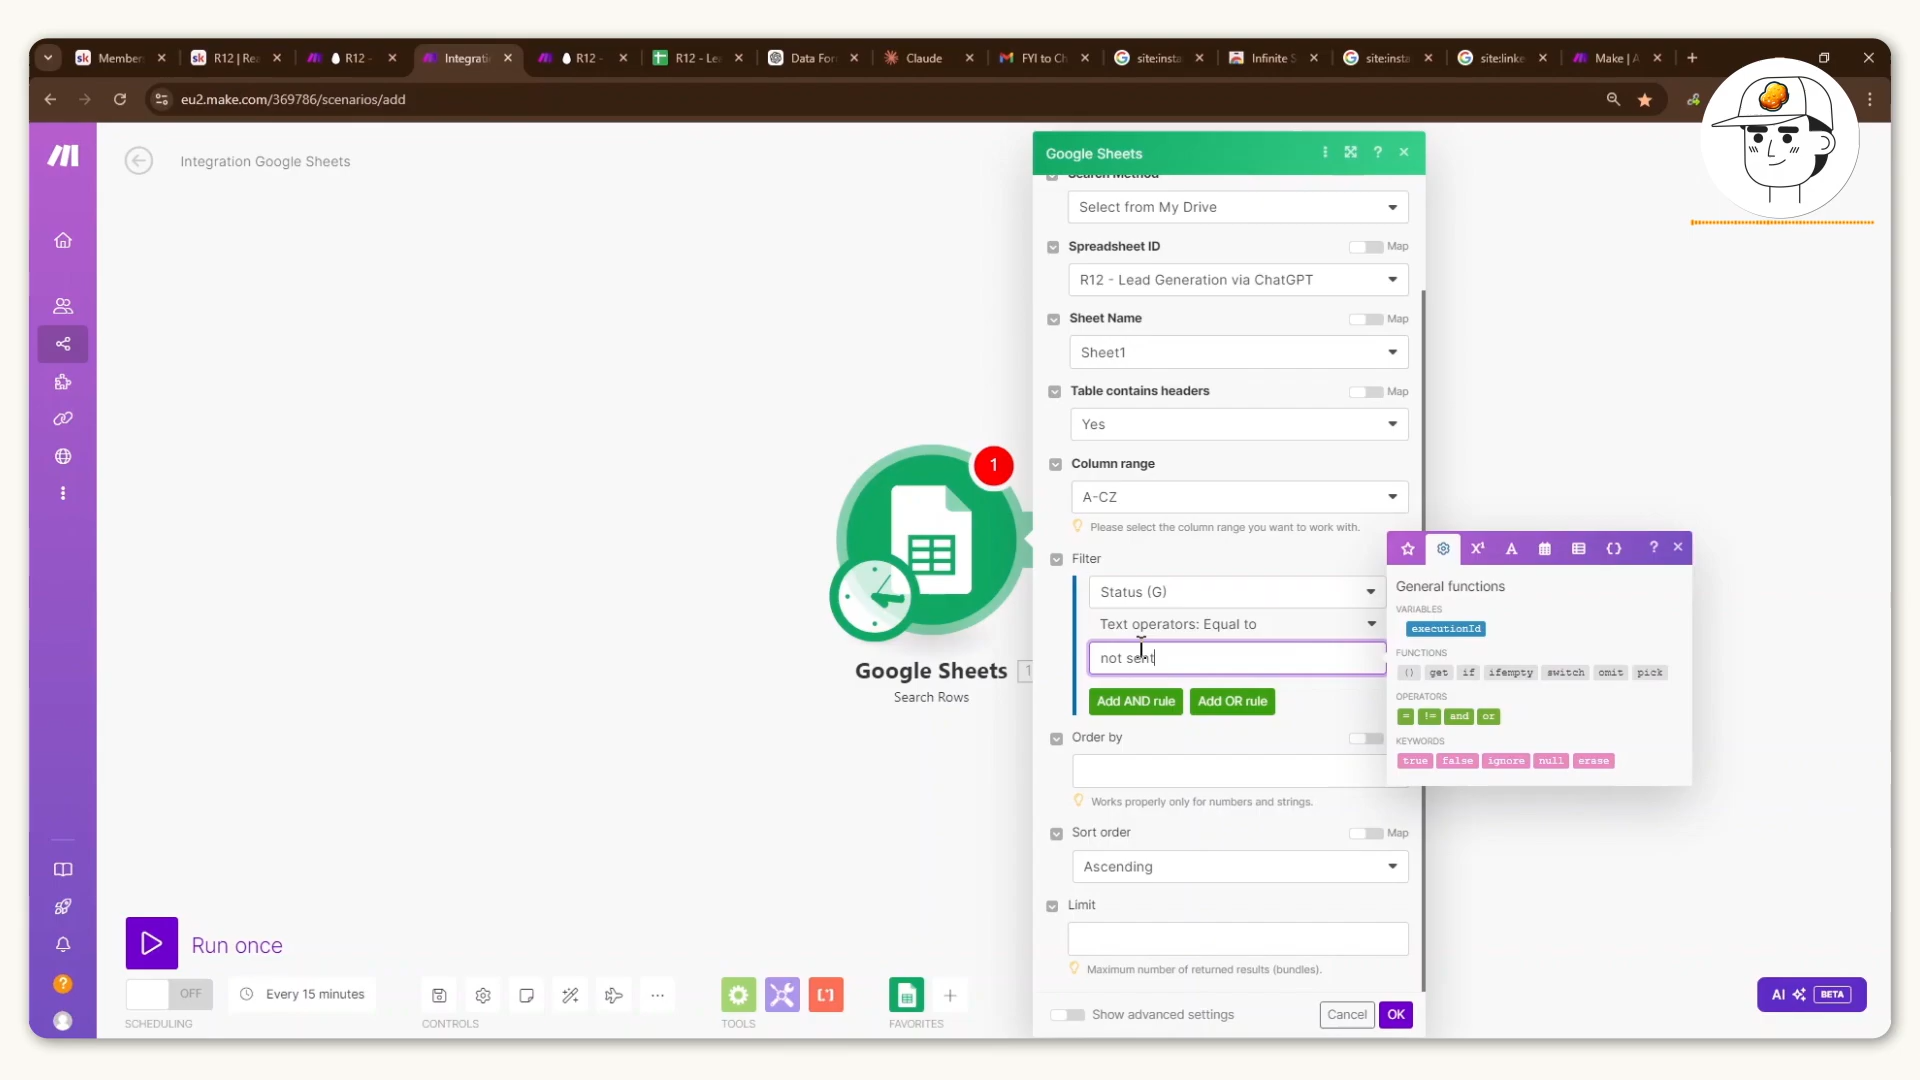 Member
R12 | Re
R12 -
Integrati
R12 -
R12 - Le
Data For
Claude
FYI to Ch
site:insta
Infinite S
site:insta
site:linke
Make | A
eu2.make.com/369786/scenarios/add
Integration Google Sheets
Google Sheets
Search Method
Select from My Drive
Spreadsheet ID
Map
R12 - Lead Generation via ChatGPT
Sheet Name
Map
Sheet1
Table contains headers
Map
Yes
Column range
A-CZ
Please select the column range you want to work with.
Filter
Status (G)
Text operators: Equal to
not sent
Add AND rule
Add OR rule
Order by
Works properly only for numbers and strings.
Sort order
Map
Ascending
Limit
Maximum number of returned results (bundles).
Show advanced settings
Cancel
OK
1
Google Sheets
1
Search Rows
General functions
VARIABLES
executionId
FUNCTIONS
() get if ifempty switch omit pick
OPERATORS
= != and or
KEYWORDS
true false ignore null erase
Run once
OFF
Every 15 minutes
SCHEDULING
CONTROLS
TOOLS
FAVORITES
AI BETA